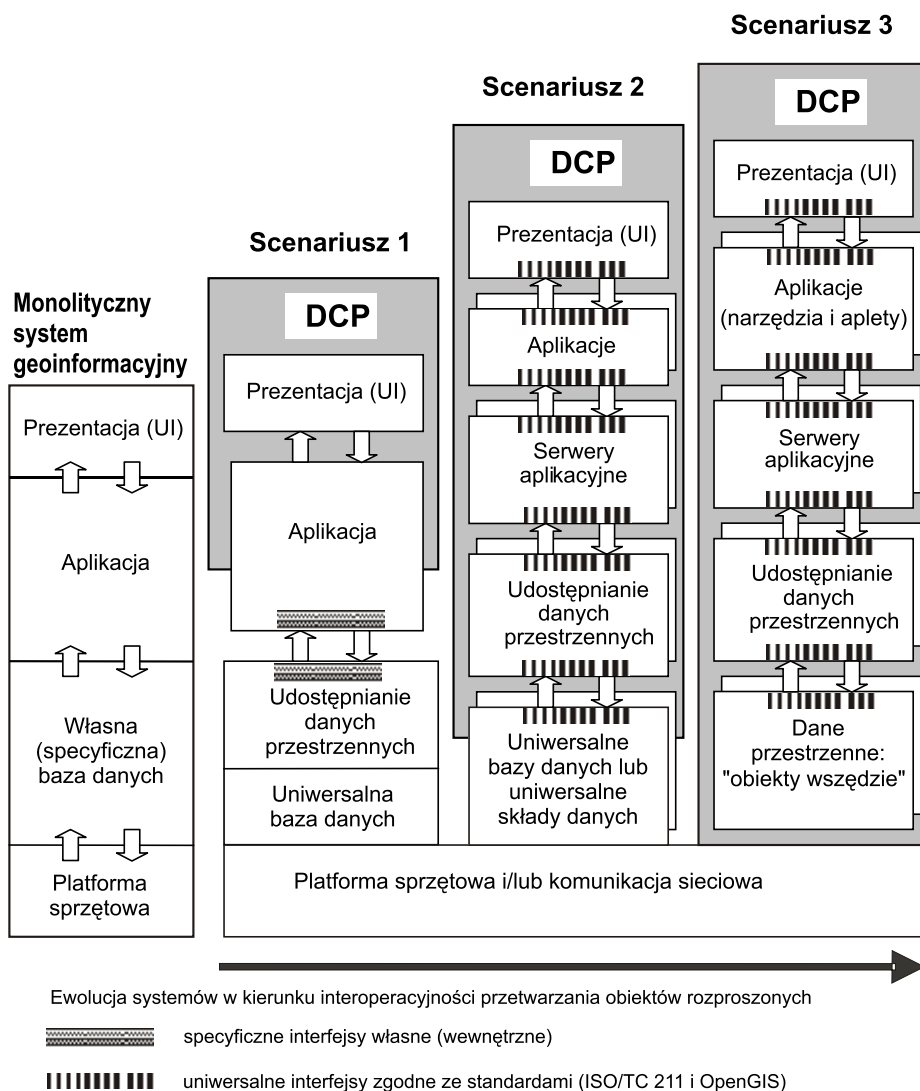 Monolityczny
system
geoinformacyjny
Prezentacja (UI)
Aplikacja
Własna
(specyficzna)
baza danych
Platforma
sprzętowa
Scenariusz 1
DCP
Prezentacja (UI)
Aplikacja
Udostępnianie
danych
przestrzennych
Uniwersalna
baza danych
Scenariusz 2
DCP
Prezentacja (UI)
Aplikacje
Serwery
aplikacyjne
Udostępnianie
danych
przestrzennych
Uniwersalne
bazy danych lub
uniwersalne
składy danych
Scenariusz 3
DCP
Prezentacja (UI)
Aplikacje
(narzędzia i aplety)
Serwery
aplikacyjne
Udostępnianie
danych
przestrzennych
Dane
przestrzenne:
"obiekty wszędzie"
Platforma sprzętowa i/lub komunikacja sieciowa
Ewolucja systemów w kierunku interoperacyjności przetwarzania obiektów rozproszonych
specyficzne interfejsy własne (wewnętrzne)
uniwersalne interfejsy zgodne ze standardami (ISO/TC 211 i OpenGIS)